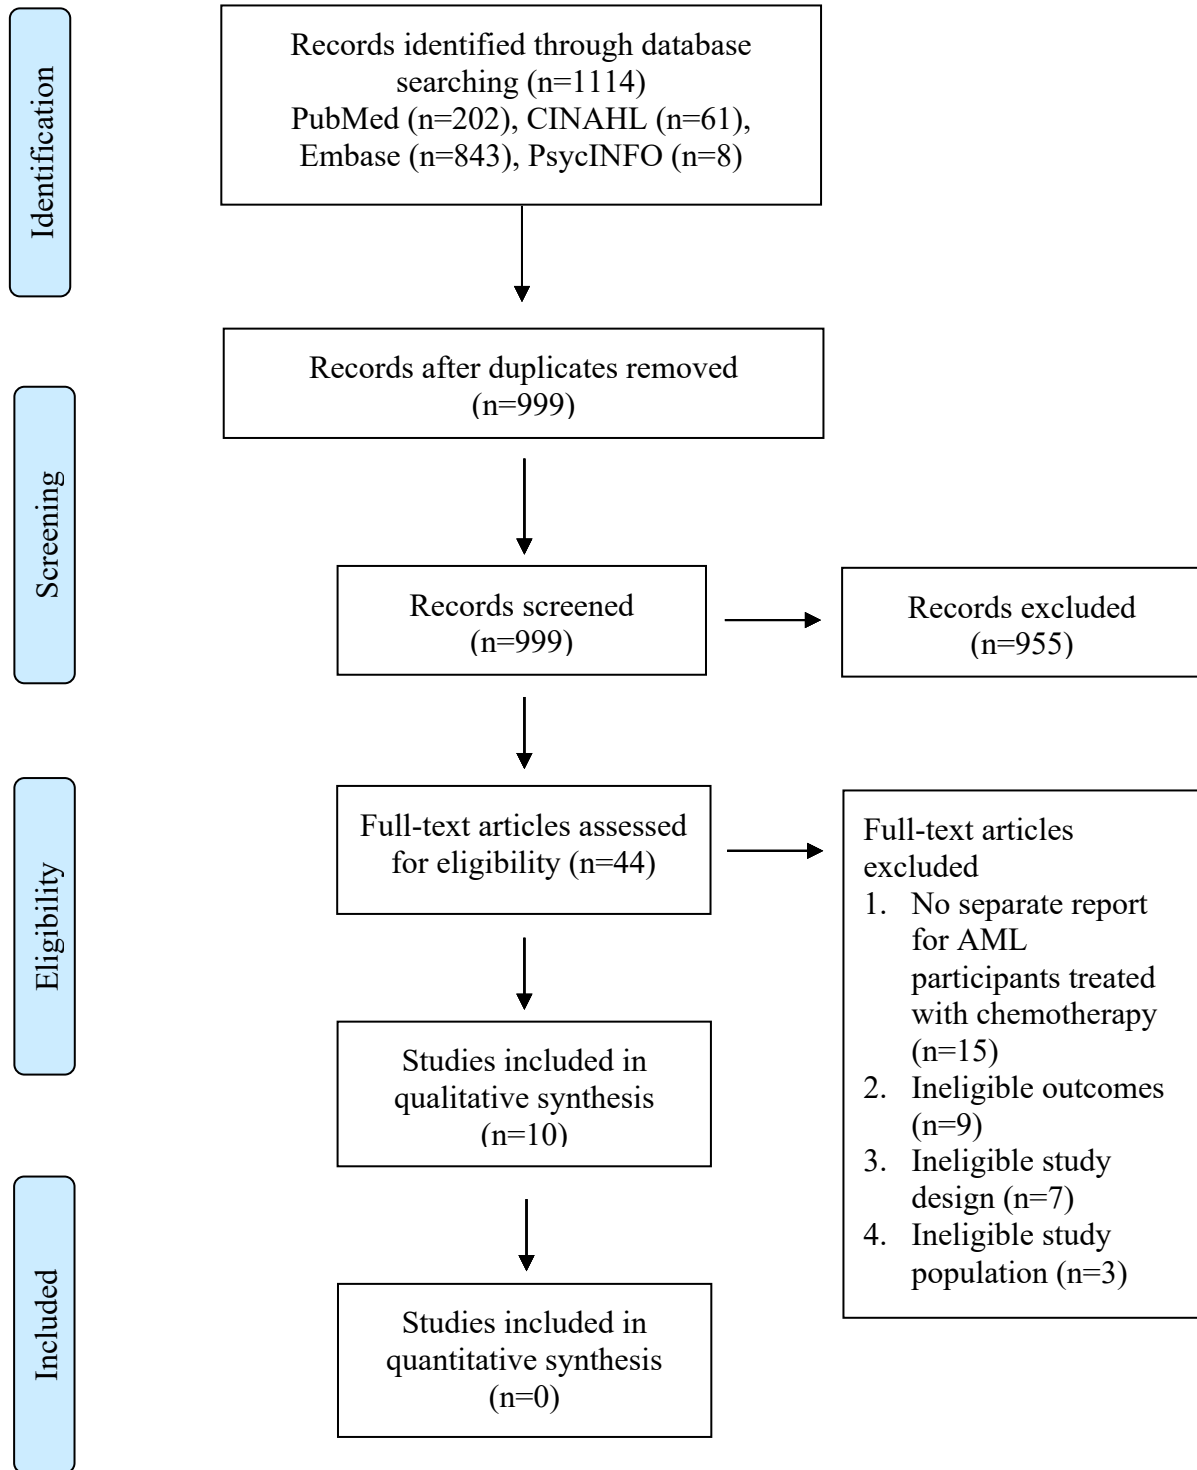 Identification
Records identified through database
searching (n=1114)
PubMed (n=202), CINAHL (n=61),
Embase (n=843), PsycINFO (n=8)
Records after duplicates removed
(n=999)
Screening
Records screened
(n=999)
Records excluded
(n=955)
Eligibility
Full-text articles assessed
for eligibility (n=44)
Full-text articles
excluded
1. No separate report
for AML
participants treated
with chemotherapy
(n=15)
2. Ineligible outcomes
(n=9)
3. Ineligible study
design (n=7)
4. Ineligible study
population (n=3)
Studies included in
qualitative synthesis
(n=10)
Included
Studies included in
quantitative synthesis
(n=0)